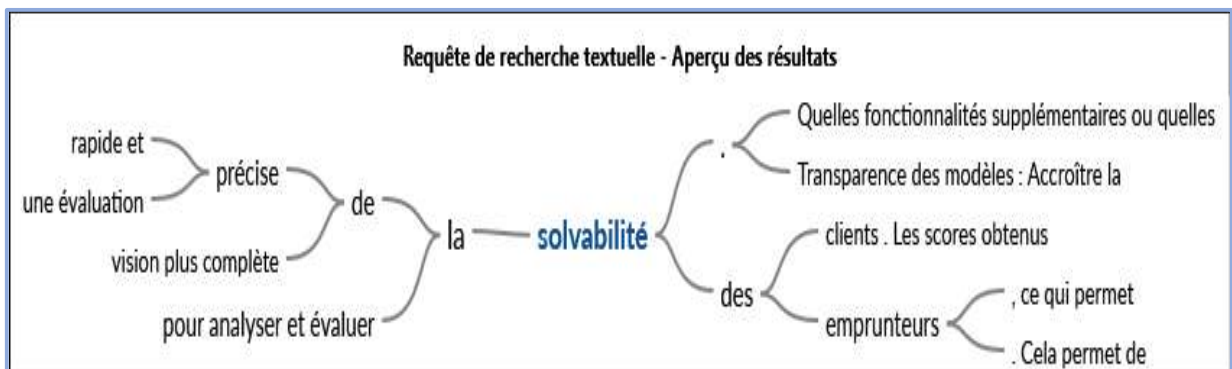 Requête de recherche textuelle - Aperçu des résultats
rapide et
une évaluation
précise
vision plus complète
de
pour analyser et évaluer
la
solvabilité
.
Quelles fonctionnalités supplémentaires ou quelles
Transparence des modèles : Accroître la
des
clients . Les scores obtenus
emprunteurs
, ce qui permet
. Cela permet de